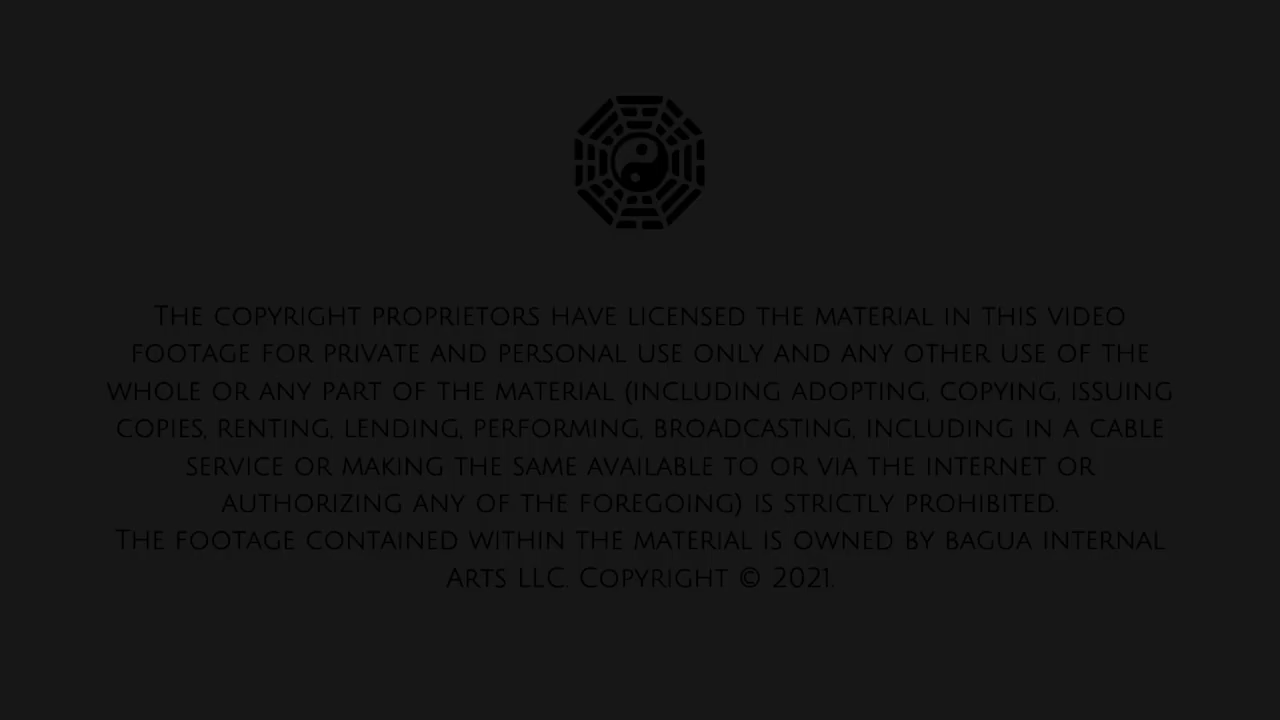 The copyright proprietors have licensed the material in this video
footage for private and personal use only and any other use of the
whole or any part of the material (including adopting, copying, issuing
copies, renting, lending, performing, broadcasting, including in a cable
service or making the same available to or via the internet or
authorizing any of the foregoing) is strictly prohibited.
The footage contained within the material is owned by bagua internal
Arts LLC. Copyright © 2021.